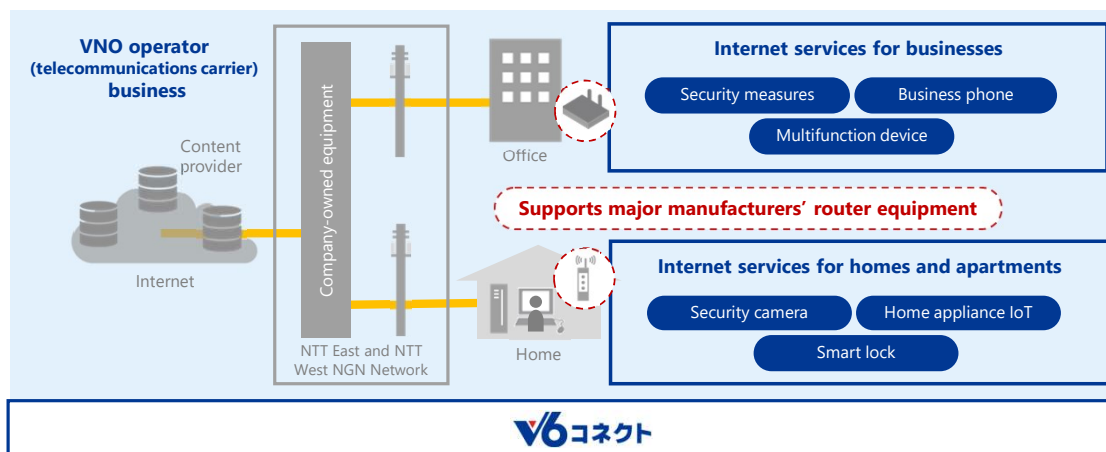 VNO operator
(telecommunications carrier)
business
Content
provider
Internet
Company-owned equipment
NTT East and NTT
West NGN Network
Office
Home
Internet services for businesses
Security measures
Business phone
Multifunction device
Supports major manufacturers’ router equipment
Internet services for homes and apartments
Security camera
Home appliance IoT
Smart lock
V6コネクト